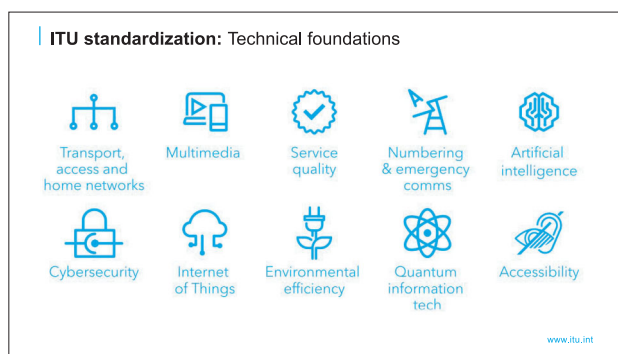 ITU standardization: Technical foundations
Transport,
access and
home networks
Multimedia
Service
quality
Numbering
& emergency
comms
Artificial
intelligence
Cybersecurity
Internet
of Things
Environmental
efficiency
Quantum
information
tech
Accessibility
www.itu.int